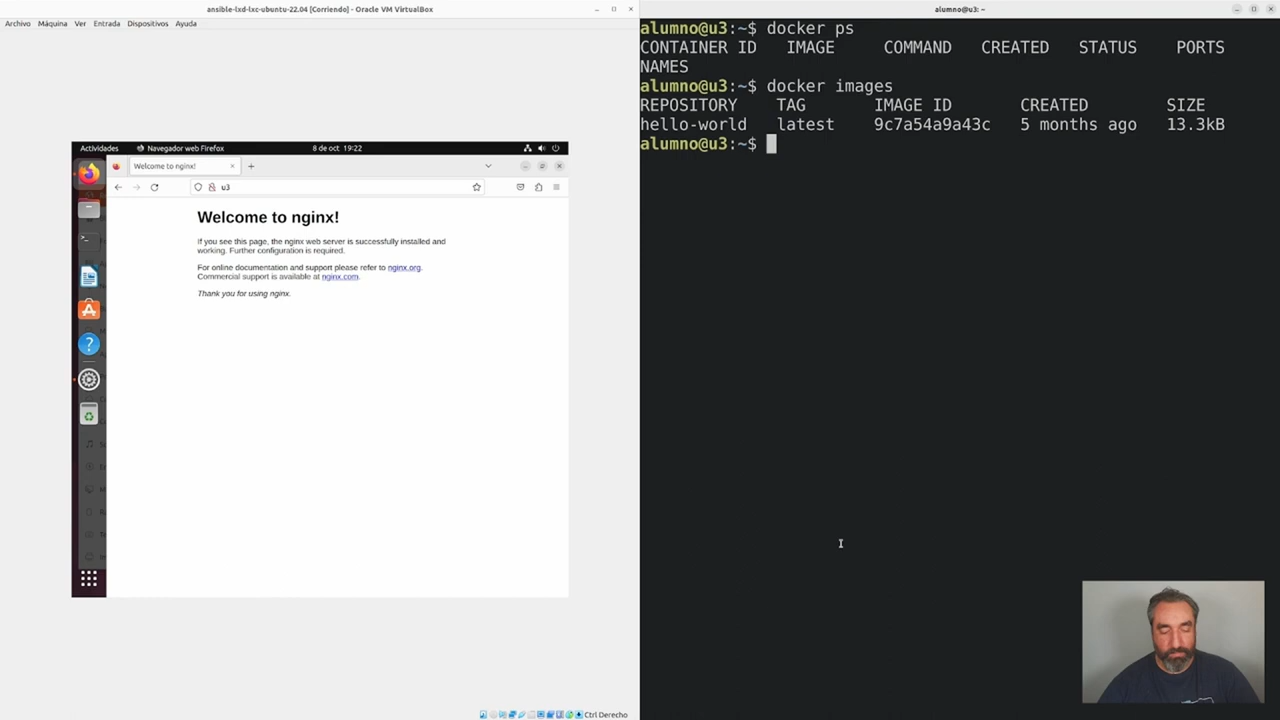 ansible-lxd-lxc-ubuntu-22.04 [Corriendo] - Oracle VM VirtualBox
Archivo Máquina Ver Entrada Dispositivos Ayuda
Actividades Navegador web Firefox 8 de oct 19:22
Welcome to nginx!
u3
Welcome to nginx!
If you see this page, the nginx web server is successfully installed and
working. Further configuration is required.
For online documentation and support please refer to nginx.org.
Commercial support is available at nginx.com.
Thank you for using nginx.
Ctrl Derecho
alumno@u3: ~
alumno@u3:~$ docker ps
CONTAINER ID IMAGE COMMAND CREATED STATUS PORTS
NAMES
alumno@u3:~$ docker images
REPOSITORY TAG IMAGE ID CREATED SIZE
hello-world latest 9c7a54a9a43c 5 months ago 13.3kB
alumno@u3:~$